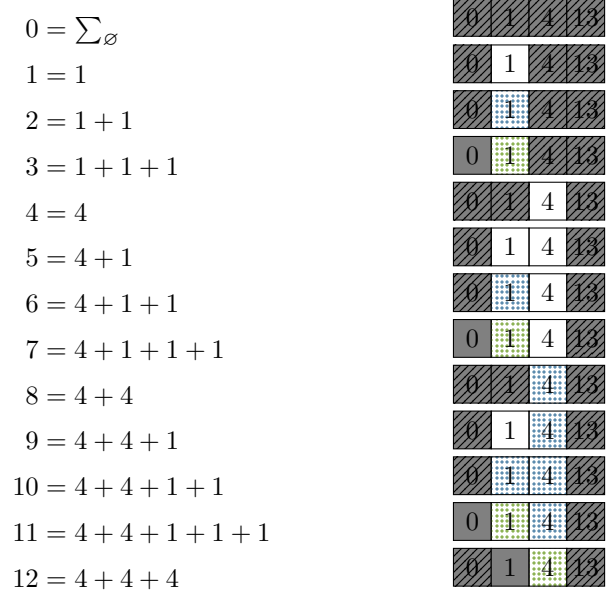 0 = ∑∅ 0 1 4 13
1 = 1 0 1 4 13
2 = 1 + 1 0 1 4 13
3 = 1 + 1 + 1 0 1 4 13
4 = 4 0 1 4 13
5 = 4 + 1 0 1 4 13
6 = 4 + 1 + 1 0 1 4 13
7 = 4 + 1 + 1 + 1 0 1 4 13
8 = 4 + 4 0 1 4 13
9 = 4 + 4 + 1 0 1 4 13
10 = 4 + 4 + 1 + 1 0 1 4 13
11 = 4 + 4 + 1 + 1 + 1 0 1 4 13
12 = 4 + 4 + 4 0 1 4 13